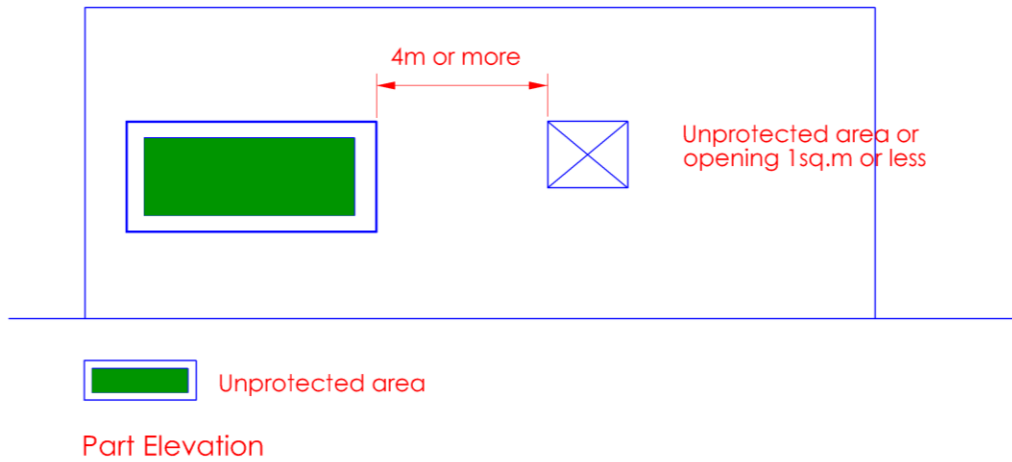 4m or more
Unprotected area or
opening 1sq.m or less
Unprotected area
Part Elevation